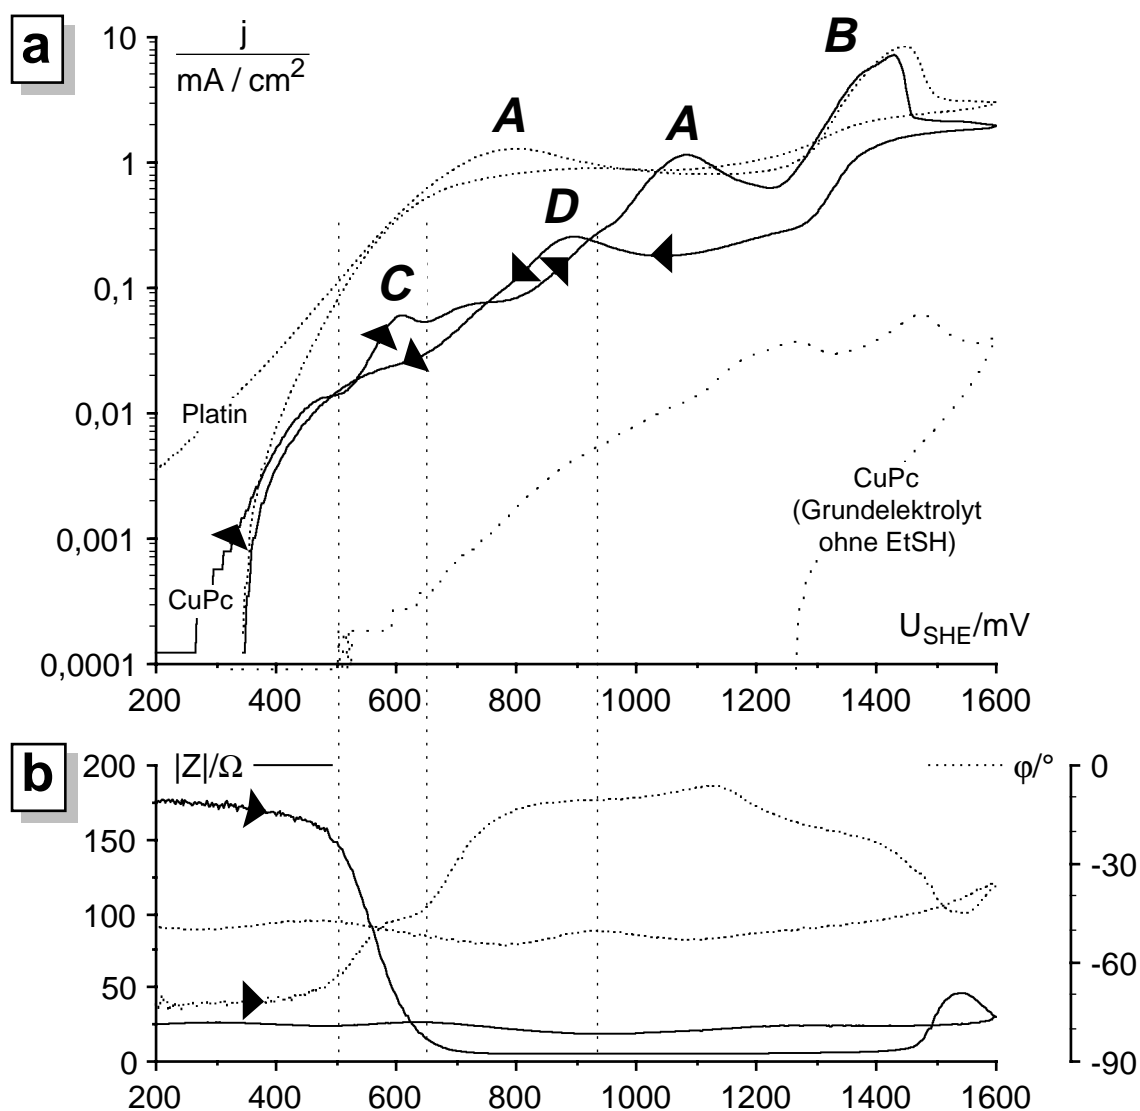 a
j
mA / cm2
10
1
0,1
0,01
0,001
0,0001
A
A
B
C
D
Platin
CuPc
CuPc
(Grundelektrolyt
ohne EtSH)
USHE/mV
200 400 600 800 1000 1200 1400 1600
b
|Z|/Ω
φ/°
200
150
100
50
0
0
-30
-60
-90
200 400 600 800 1000 1200 1400 1600